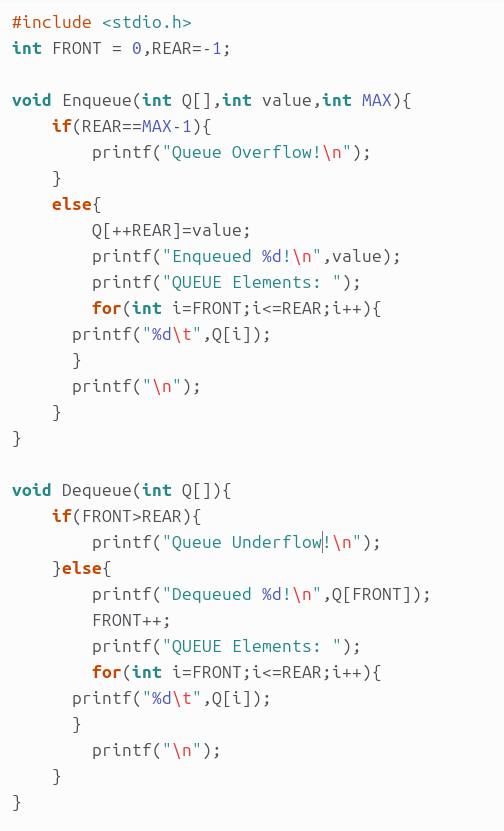 #include <stdio.h>
int FRONT = 0,REAR=-1;

void Enqueue(int Q[],int value,int MAX){
    if(REAR==MAX-1){
        printf("Queue Overflow!\n");
    }
    else{
        Q[++REAR]=value;
        printf("Enqueued %d!\n",value);
        printf("QUEUE Elements: ");
        for(int i=FRONT;i<=REAR;i++){
      printf("%d\t",Q[i]);
      }
      printf("\n");
    }
}

void Dequeue(int Q[]){
    if(FRONT>REAR){
        printf("Queue Underflow!\n");
    }else{
        printf("Dequeued %d!\n",Q[FRONT]);
        FRONT++;
        printf("QUEUE Elements: ");
        for(int i=FRONT;i<=REAR;i++){
      printf("%d\t",Q[i]);
      }
        printf("\n");
    }
}